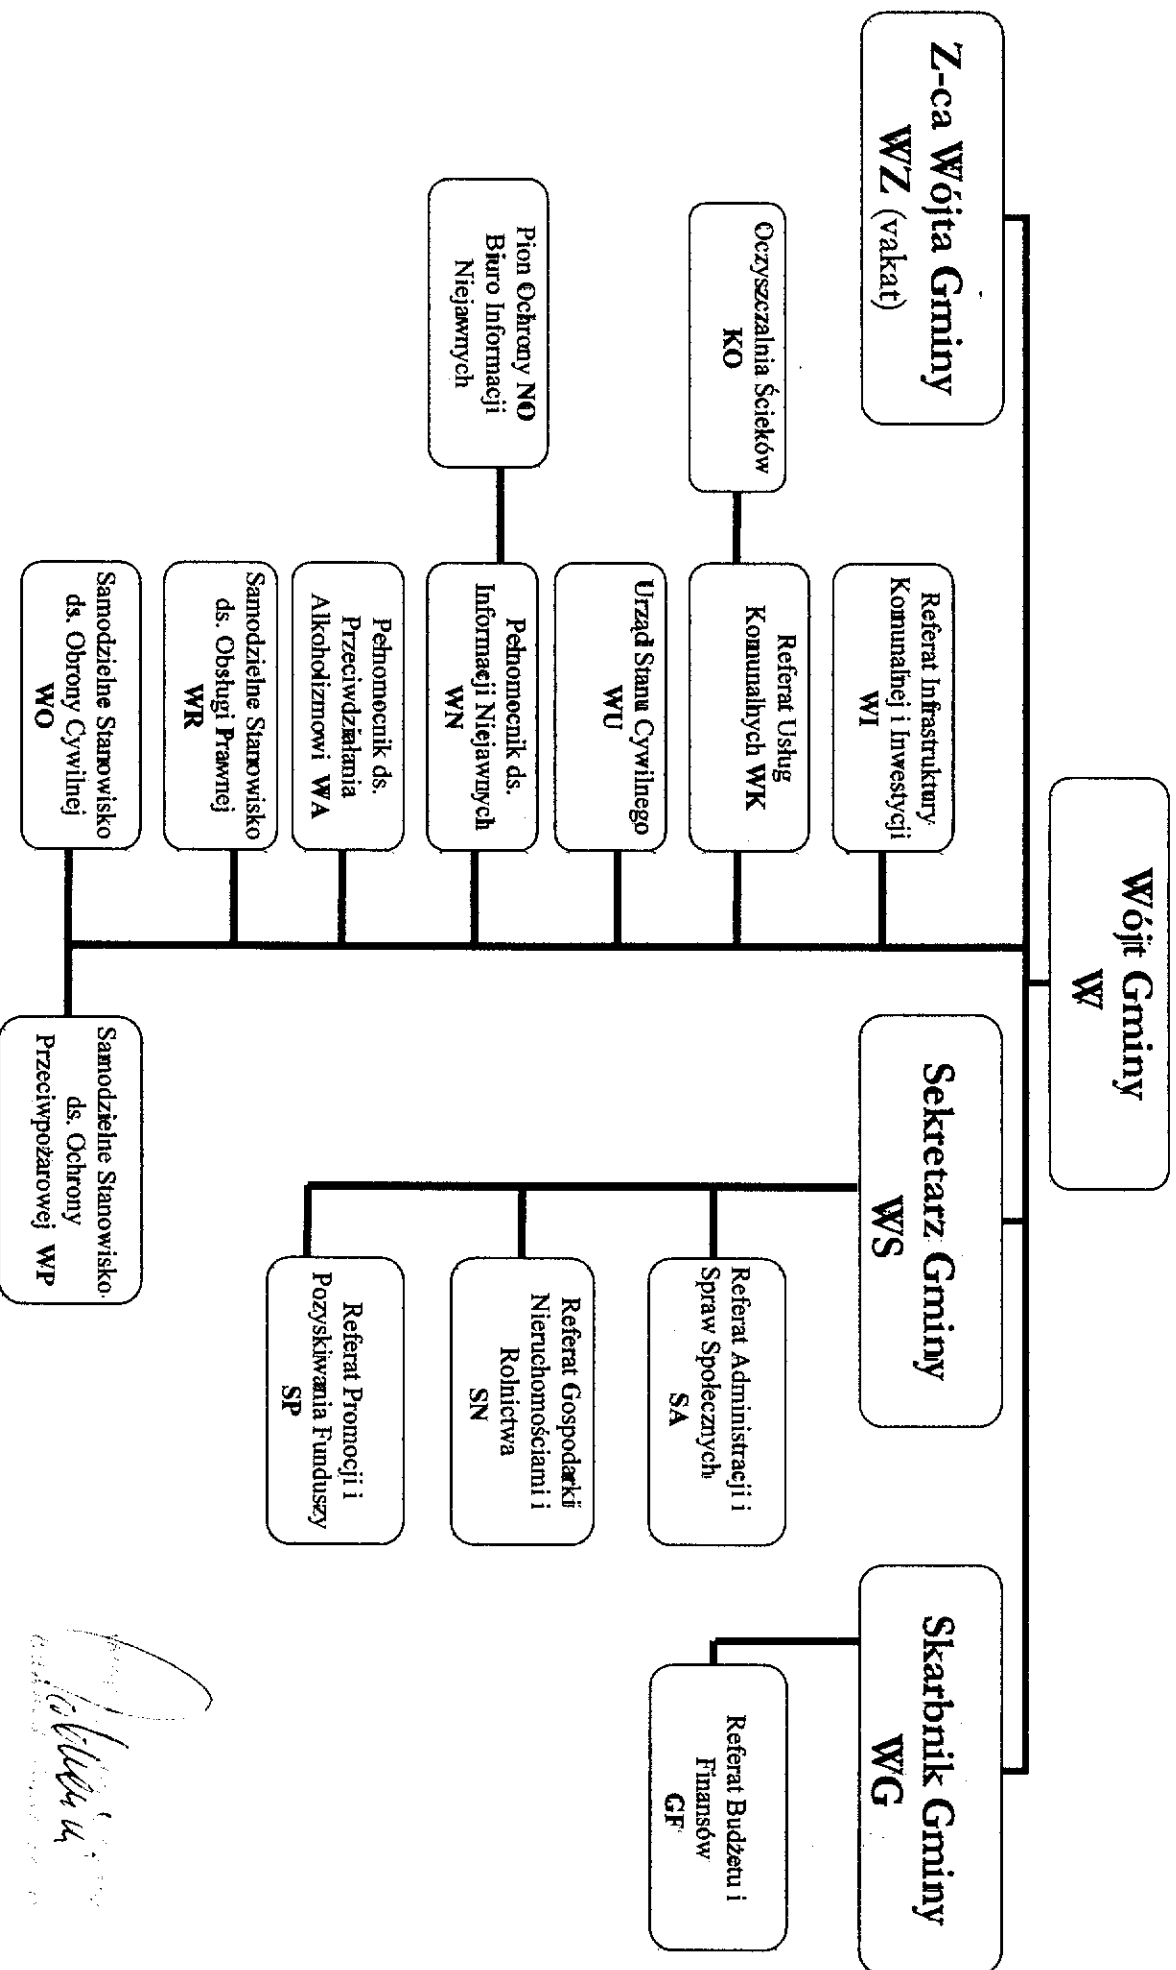 Wójt Gminy
W
Z-ca Wójta Gminy
WZ (vakat)
Sekretarz Gminy
WS
Skarbnik Gminy
WG
Referat Infrastruktury
Komunalnej i Inwestycji
WI
Oczyszczalnia Ścieków
KO
Referat Usług
Komunalnych WK
Urząd Stanu Cywilnego
WU
Pion Ochrony NO
Biuro Informacji
Niejawnych
Pełnomocnik ds.
Informacji Niejawnych
WN
Pełnomocnik ds.
Przeciwdziałania
Alkoholizmowi WA
Samodzielne Stanowisko
ds. Obsługi Prawnej
WR
Samodzielne Stanowisko
ds. Obrony Cywilnej
WO
Samodzielne Stanowisko
ds. Ochrony
Przeciwpożarowej WP
Referat Administracji i
Spraw Społecznych
SA
Referat Gospodarki
Nieruchomościami i
Rolnictwa
SN
Referat Promocji i
Pozyskiwania Funduszy
SP
Referat Budżetu i
Finansów
GF